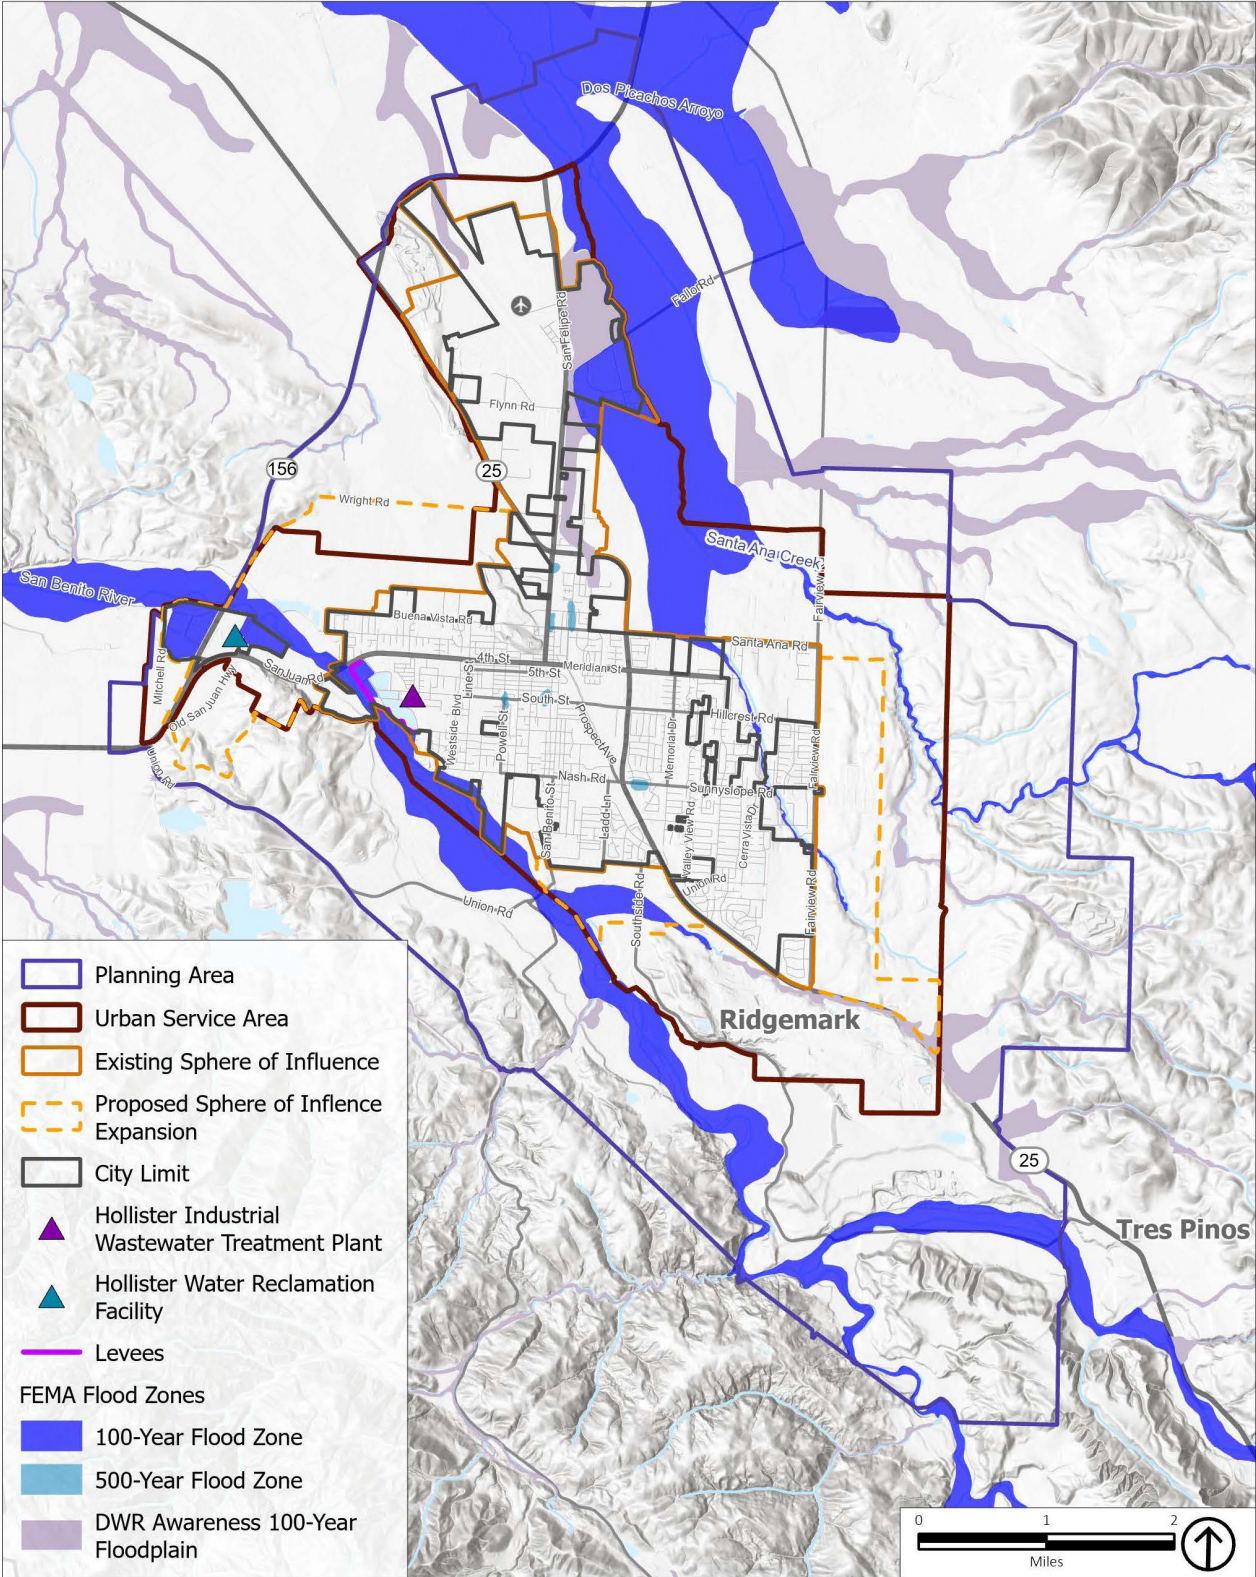 Dos Picachos Arroyo
Fallon Rd
San Felipe Rd
Flynn Rd
156
25
Wright Rd
Santa Ana Creek
Fairview
San Benito River
Buena Vista Rd
Santa Ana Rd
4th St
Meridian St
5th St
Line St
San Juan Rd
Mitchell Rd
Old San Juan Hwy
South St
Hillcrest Rd
Westside Blvd
Powell St
Prospect Ave
Memorial Dr
Fairview Rd
Union Rd
Nash Rd
Sunnyslope Rd
San Benito St
Ladd Ln
Valley View Rd
Cerra Vista Dr
Union Rd
Union Rd
Southside Rd
Fairview Rd
Ridgemark
25
Tres Pinos
Planning Area
Urban Service Area
Existing Sphere of Influence
Proposed Sphere of Inflence
Expansion
City Limit
Hollister Industrial
Wastewater Treatment Plant
Hollister Water Reclamation
Facility
Levees
FEMA Flood Zones
100-Year Flood Zone
500-Year Flood Zone
DWR Awareness 100-Year
Floodplain
0 1 2
Miles